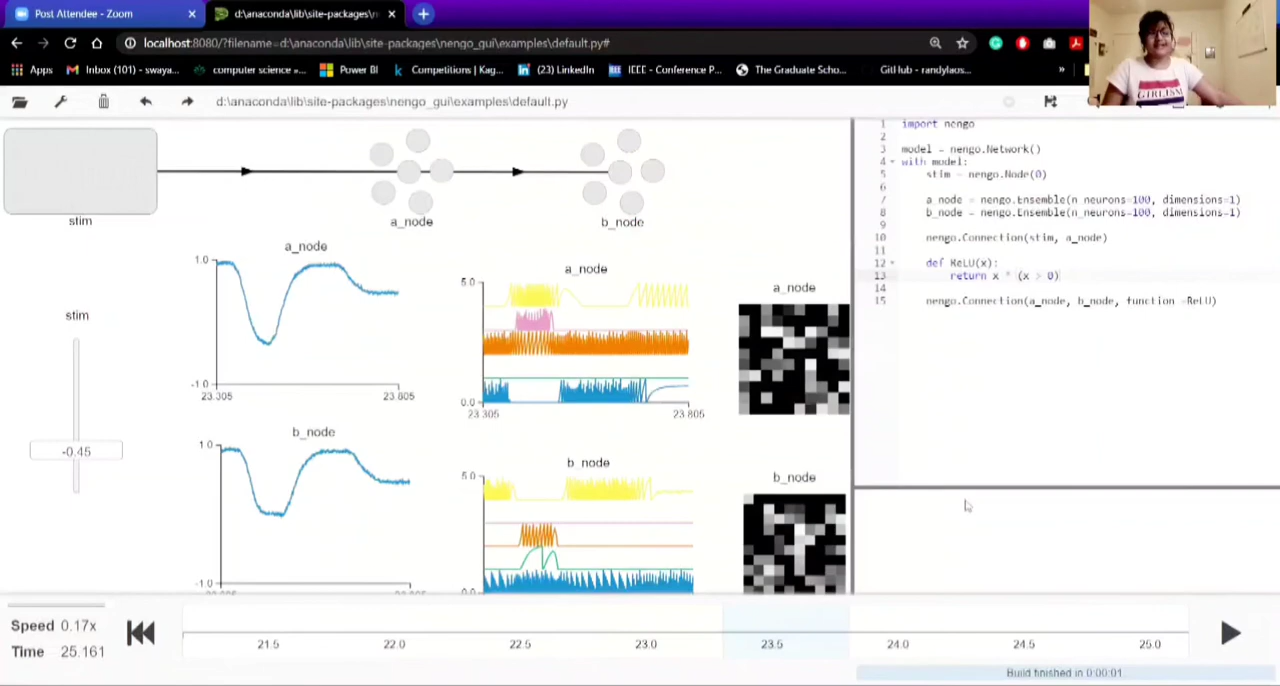 Post Attendee - Zoom
d:\anaconda\lib\site-packages\n
localhost:8080/?filename=d:\anaconda\lib\site-packages\nengo_gui\examples\default.py#
Apps
Inbox (101) - swaya...
computer science «...
Power BI
Competitions | Kag...
(23) LinkedIn
IEEE - Conference P...
The Graduate Scho...
GitHub - randylaos...
»
GIRLISM
d:\anaconda\lib\site-packages\nengo_gui\examples\default.py
stim
a_node
b_node
a_node
1.0
-1.0
23.305
23.805
a_node
5.0
0.0
23.305
23.805
a_node
stim
-0.45
b_node
1.0
-1.0
b_node
5.0
0.0
b_node
1 import nengo
2
3 model = nengo.Network()
4 with model:
5 stim = nengo.Node(0)
6
7 a_node = nengo.Ensemble(n_neurons=100, dimensions=1)
8 b_node = nengo.Ensemble(n_neurons=100, dimensions=1)
9
10 nengo.Connection(stim, a_node)
11
12 def ReLU(x):
13 return x * (x > 0)
14
15 nengo.Connection(a_node, b_node, function =ReLU)
Speed 0.17x
Time 25.161
21.5 22.0 22.5 23.0 23.5 24.0 24.5 25.0
Build finished in 0:00:01